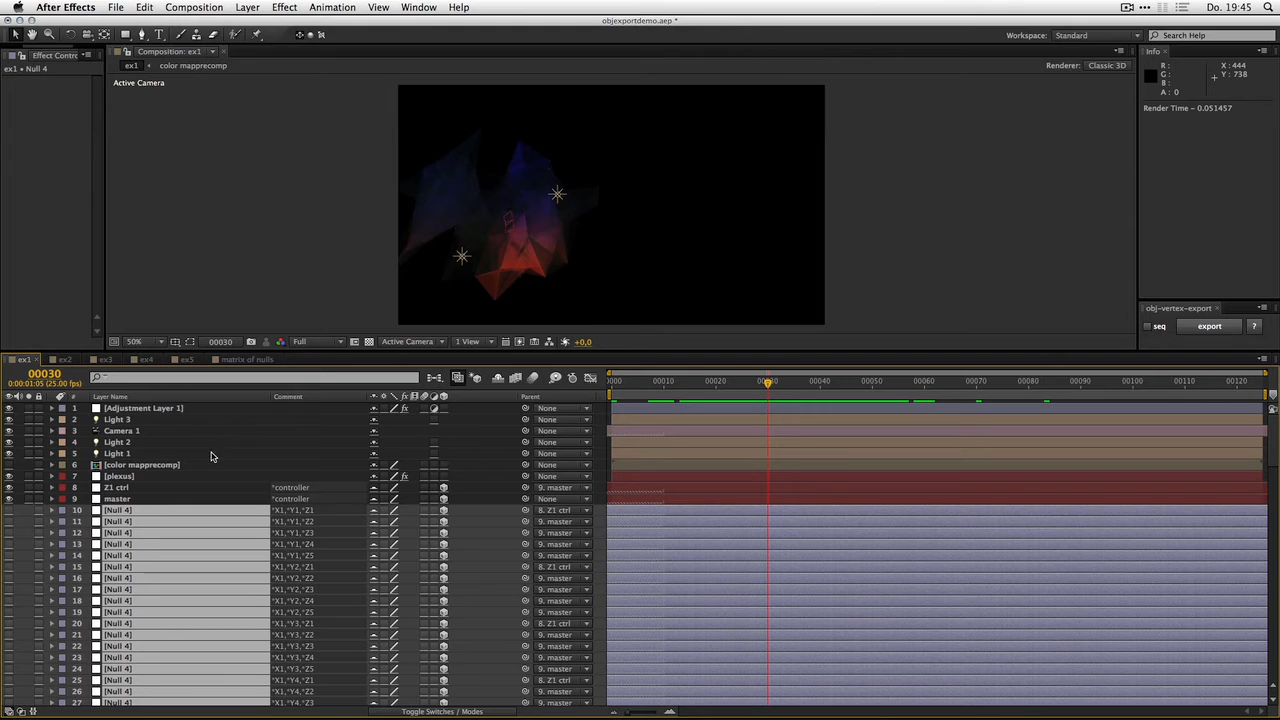 After Effects File Edit Composition Layer Effect Animation View Window Help Do. 19:45
objexportdemo.aep *
Workspace: Standard Search Help
Effect Contro Composition: ex1 Info
ex1 • Null 4 ex1 color mapprecomp Renderer: Classic 3D
Active Camera
R: X: 444
G: Y: 738
B:
A: 0
Render Time - 0.051457
obj-vertex-export
seq export ?
50% 00030 Full Active Camera 1 View +0,0
ex1 ex2 ex3 ex4 ex5 matrix of nulls
00030
0:00:01:05 (25.00 fps)
0000 00010 00020 00030 00040 00050 00060 00070 00080 00090 00100 00110 00120
# Layer Name Comment Parent
1 [Adjustment Layer 1] None
2 Light 3 None
3 Camera 1 None
4 Light 2 None
5 Light 1 None
6 [color mapprecomp] None
7 [plexus] None
8 Z1 ctrl *controller 9. master
9 master *controller None
10 [Null 4] *X1,*Y1,*Z1 8. Z1 ctrl
11 [Null 4] *X1,*Y1,*Z2 9. master
12 [Null 4] *X1,*Y1,*Z3 9. master
13 [Null 4] *X1,*Y1,*Z4 9. master
14 [Null 4] *X1,*Y1,*Z5 9. master
15 [Null 4] *X1,*Y2,*Z1 8. Z1 ctrl
16 [Null 4] *X1,*Y2,*Z2 9. master
17 [Null 4] *X1,*Y2,*Z3 9. master
18 [Null 4] *X1,*Y2,*Z4 9. master
19 [Null 4] *X1,*Y2,*Z5 9. master
20 [Null 4] *X1,*Y3,*Z1 8. Z1 ctrl
21 [Null 4] *X1,*Y3,*Z2 9. master
22 [Null 4] *X1,*Y3,*Z3 9. master
23 [Null 4] *X1,*Y3,*Z4 9. master
24 [Null 4] *X1,*Y3,*Z5 9. master
25 [Null 4] *X1,*Y4,*Z1 8. Z1 ctrl
26 [Null 4] *X1,*Y4,*Z2 9. master
27 [Null 4] *X1,*Y4,*Z3 9. master
Toggle Switches / Modes